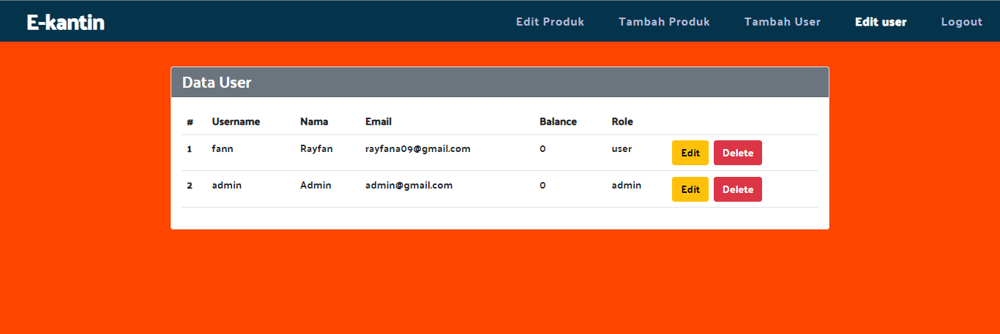 E-kantin Edit Produk Tambah Produk Tambah User Edit user Logout
Data User
# Username Nama Email Balance Role
1 fann Rayfan rayfana09@gmail.com 0 user Edit Delete
2 admin Admin admin@gmail.com 0 admin Edit Delete